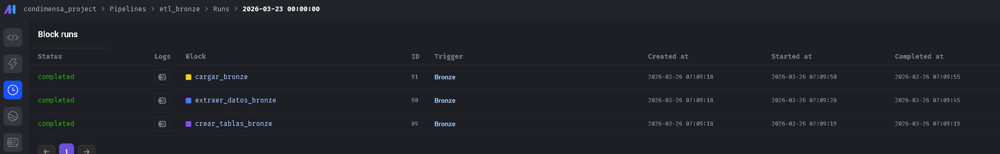 condimensa_project > Pipelines > etl_bronze > Runs > 2026-03-23 00:00:00
Block runs
Status Logs Block ID Trigger Created at Started at Completed at
completed cargar_bronze 91 Bronze 2026-03-26 07:09:18 2026-03-26 07:09:50 2026-03-26 07:09:55
completed extraer_datos_bronze 90 Bronze 2026-03-26 07:09:18 2026-03-26 07:09:28 2026-03-26 07:09:45
completed crear_tablas_bronze 89 Bronze 2026-03-26 07:09:18 2026-03-26 07:09:19 2026-03-26 07:09:19
← 1 →